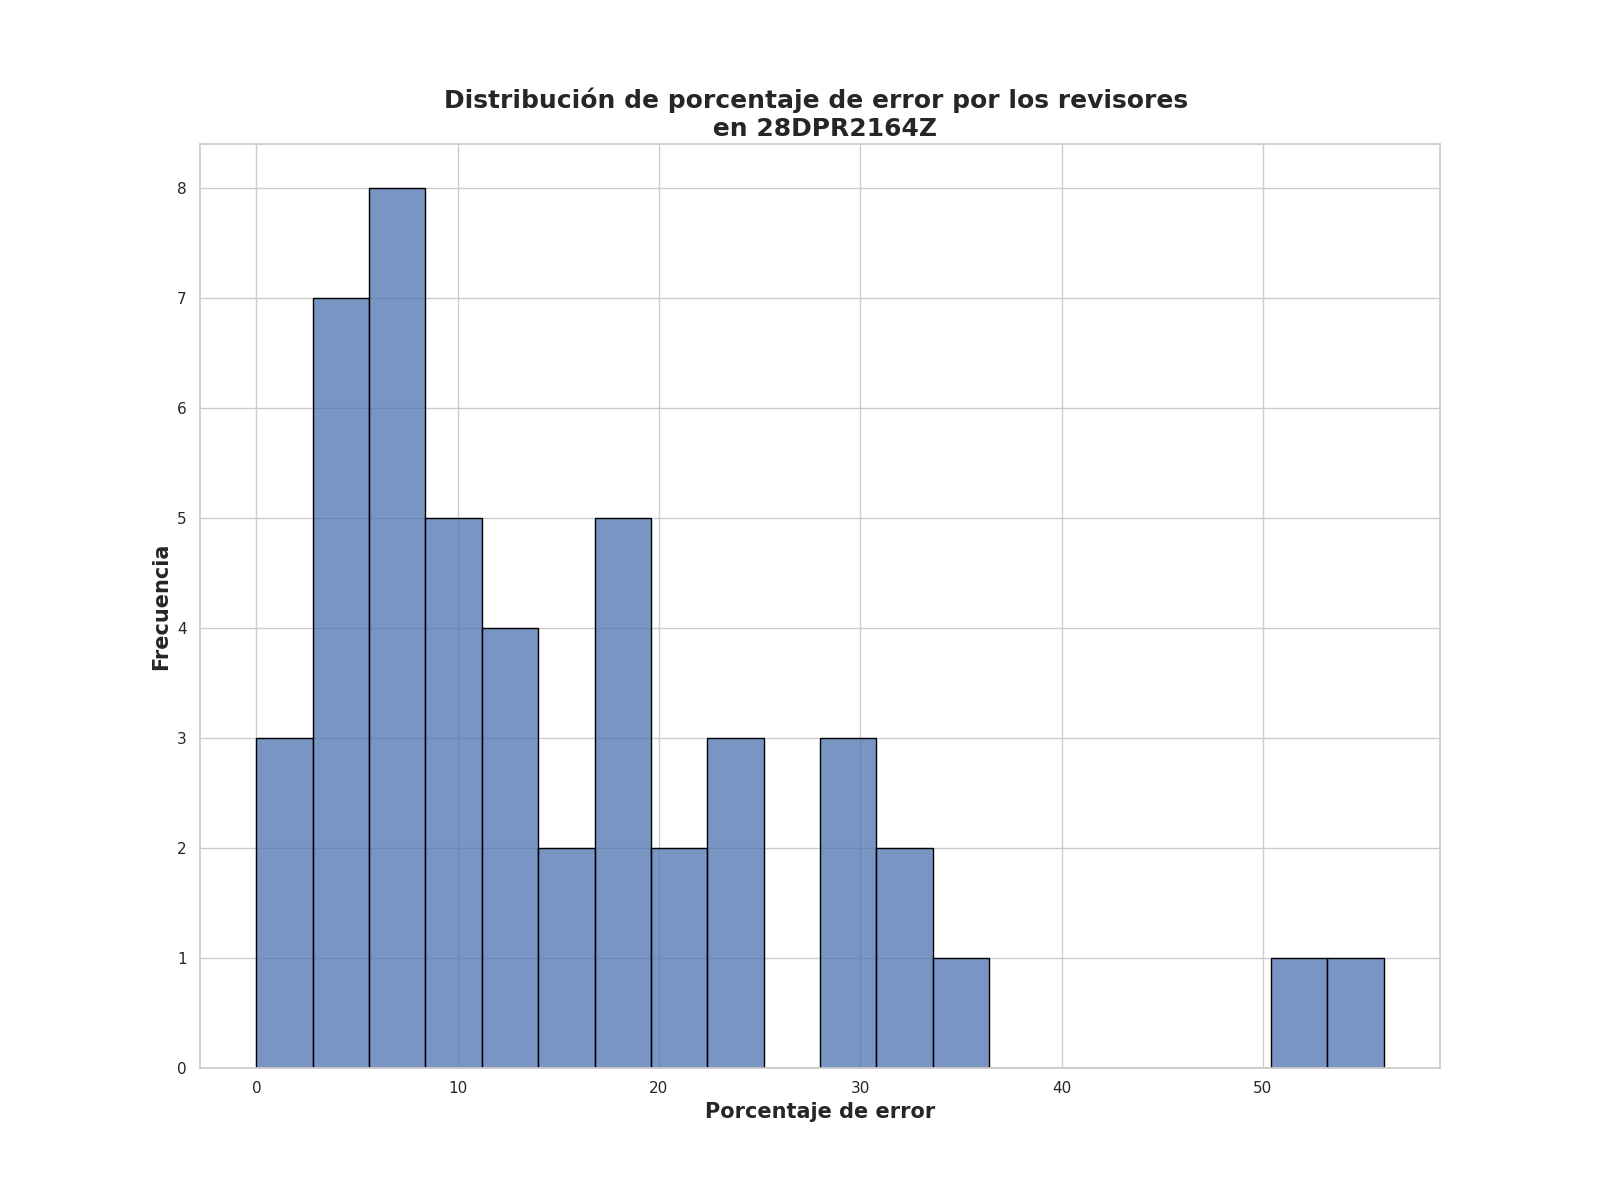 Distribución de porcentaje de error por los revisores
en 28DPR2164Z
8
7
6
5
4
3
2
1
0
Frecuencia
0 10 20 30 40 50
Porcentaje de error